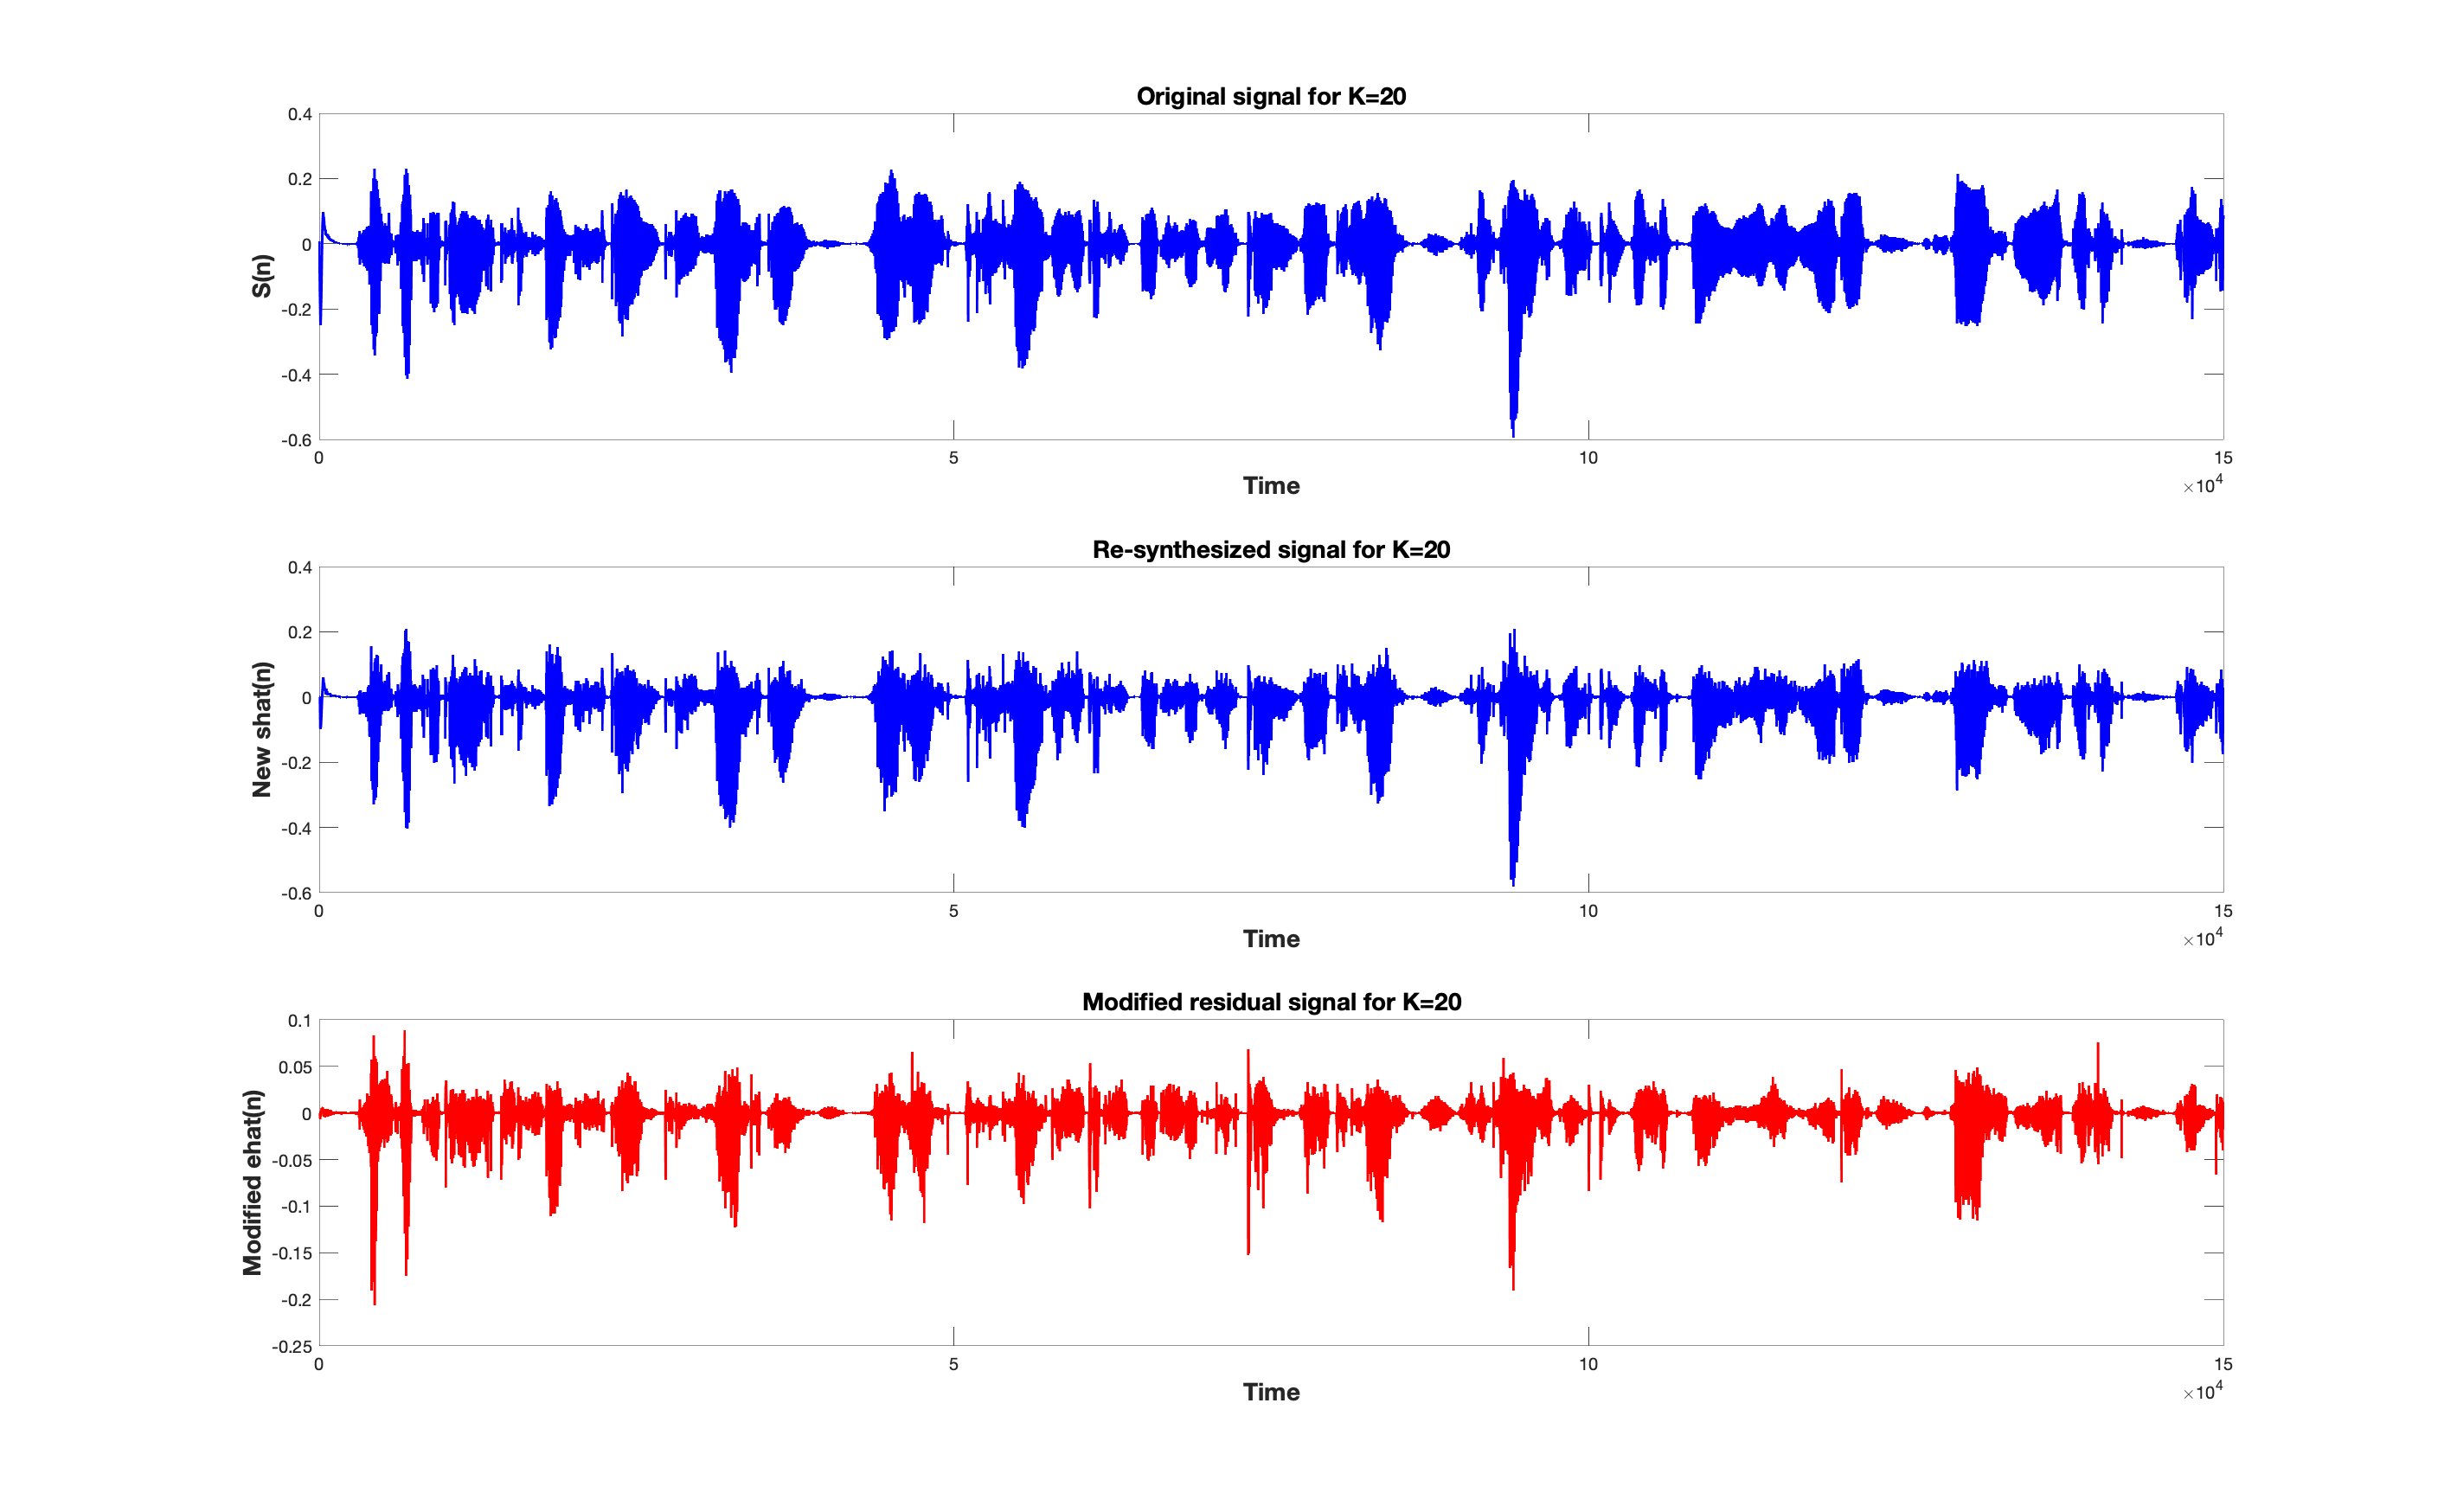 Original signal for K=20
0.4
0.2
0
-0.2
-0.4
-0.6
S(n)
0 5 10 15
Time
×10^4
Re-synthesized signal for K=20
0.4
0.2
0
-0.2
-0.4
-0.6
New shat(n)
0 5 10 15
Time
×10^4
Modified residual signal for K=20
0.1
0.05
0
-0.05
-0.1
-0.15
-0.2
-0.25
Modified ehat(n)
0 5 10 15
Time
×10^4